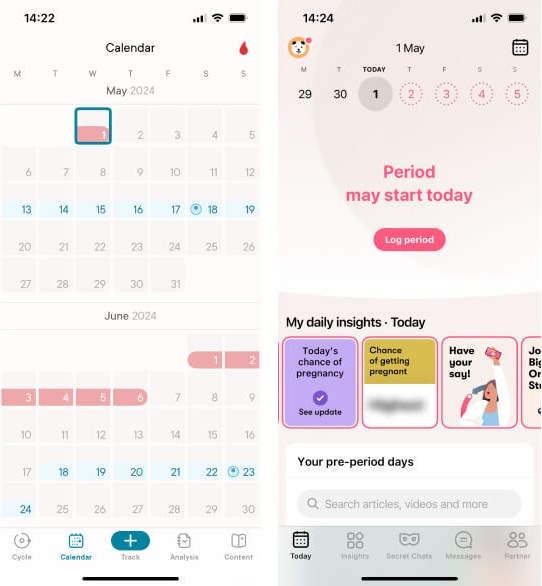 14:22
Calendar
M T W T F S S
May 2024
1 2 3 4 5
6 7 8 9 10 11 12
13 14 15 16 17 18 19
20 21 22 23 24 25 26
27 28 29 30 31
June 2024
1 2
3 4 5 6 7 8 9
10 11 12 13 14 15 16
17 18 19 20 21 22 23
24 25 26 27 28 29 30
Cycle Calendar Track Analysis Content
14:24
1 May
M T TODAY T F S S
29 30 1 2 3 4 5
Period
may start today
Log period
My daily insights · Today
Today's
chance of
pregnancy
See update
Chance
of getting
pregnant
Have
your
say!
Your pre-period days
Search articles, videos and more
Today Insights Secret Chats Messages Partner